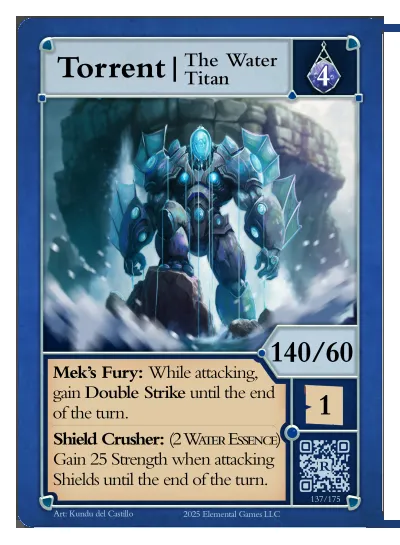 Torrent | The Water
Titan
4
140/60
Mek's Fury: While attacking,
gain Double Strike until the end
of the turn.
1
Shield Crusher: (2 WATER ESSENCE)
Gain 25 Strength when attacking
Shields until the end of the turn.
R
137/175
Art: Kundu del Castillo 2025 Elemental Games LLC